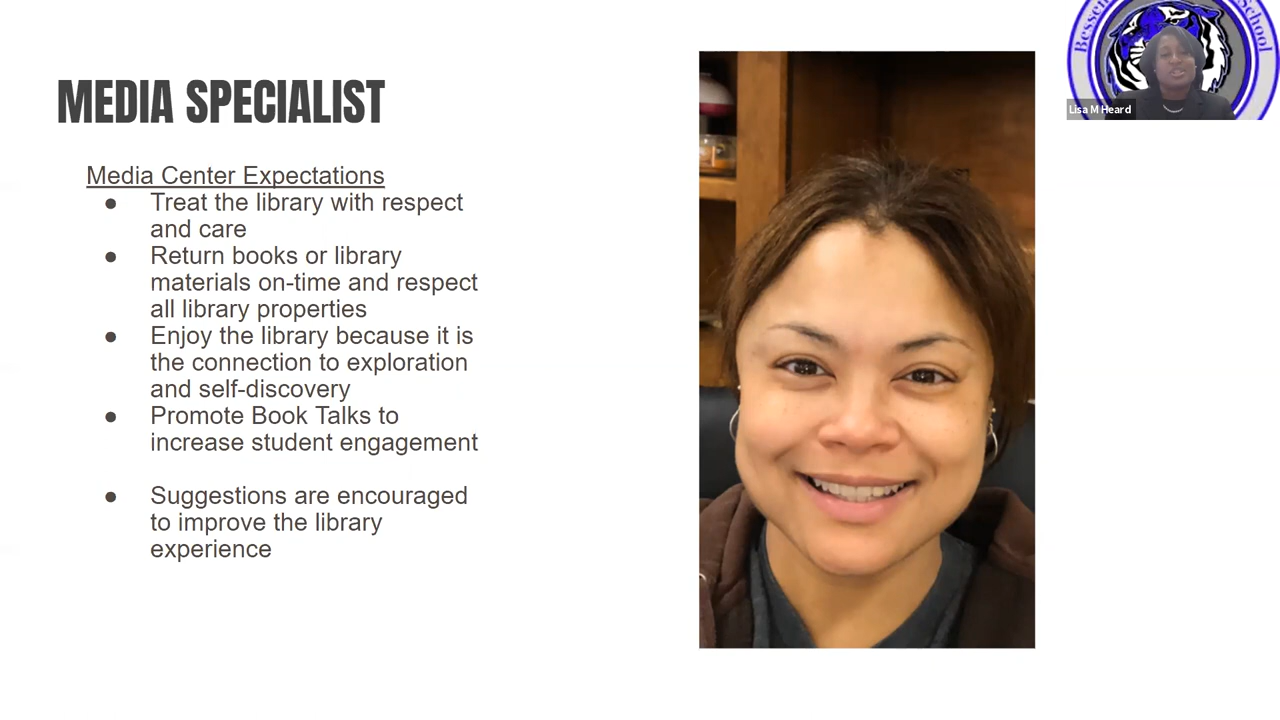 MEDIA SPECIALIST
Media Center Expectations
● Treat the library with respect
and care
● Return books or library
materials on-time and respect
all library properties
● Enjoy the library because it is
the connection to exploration
and self-discovery
● Promote Book Talks to
increase student engagement
● Suggestions are encouraged
to improve the library
experience
School
Lisa M Heard